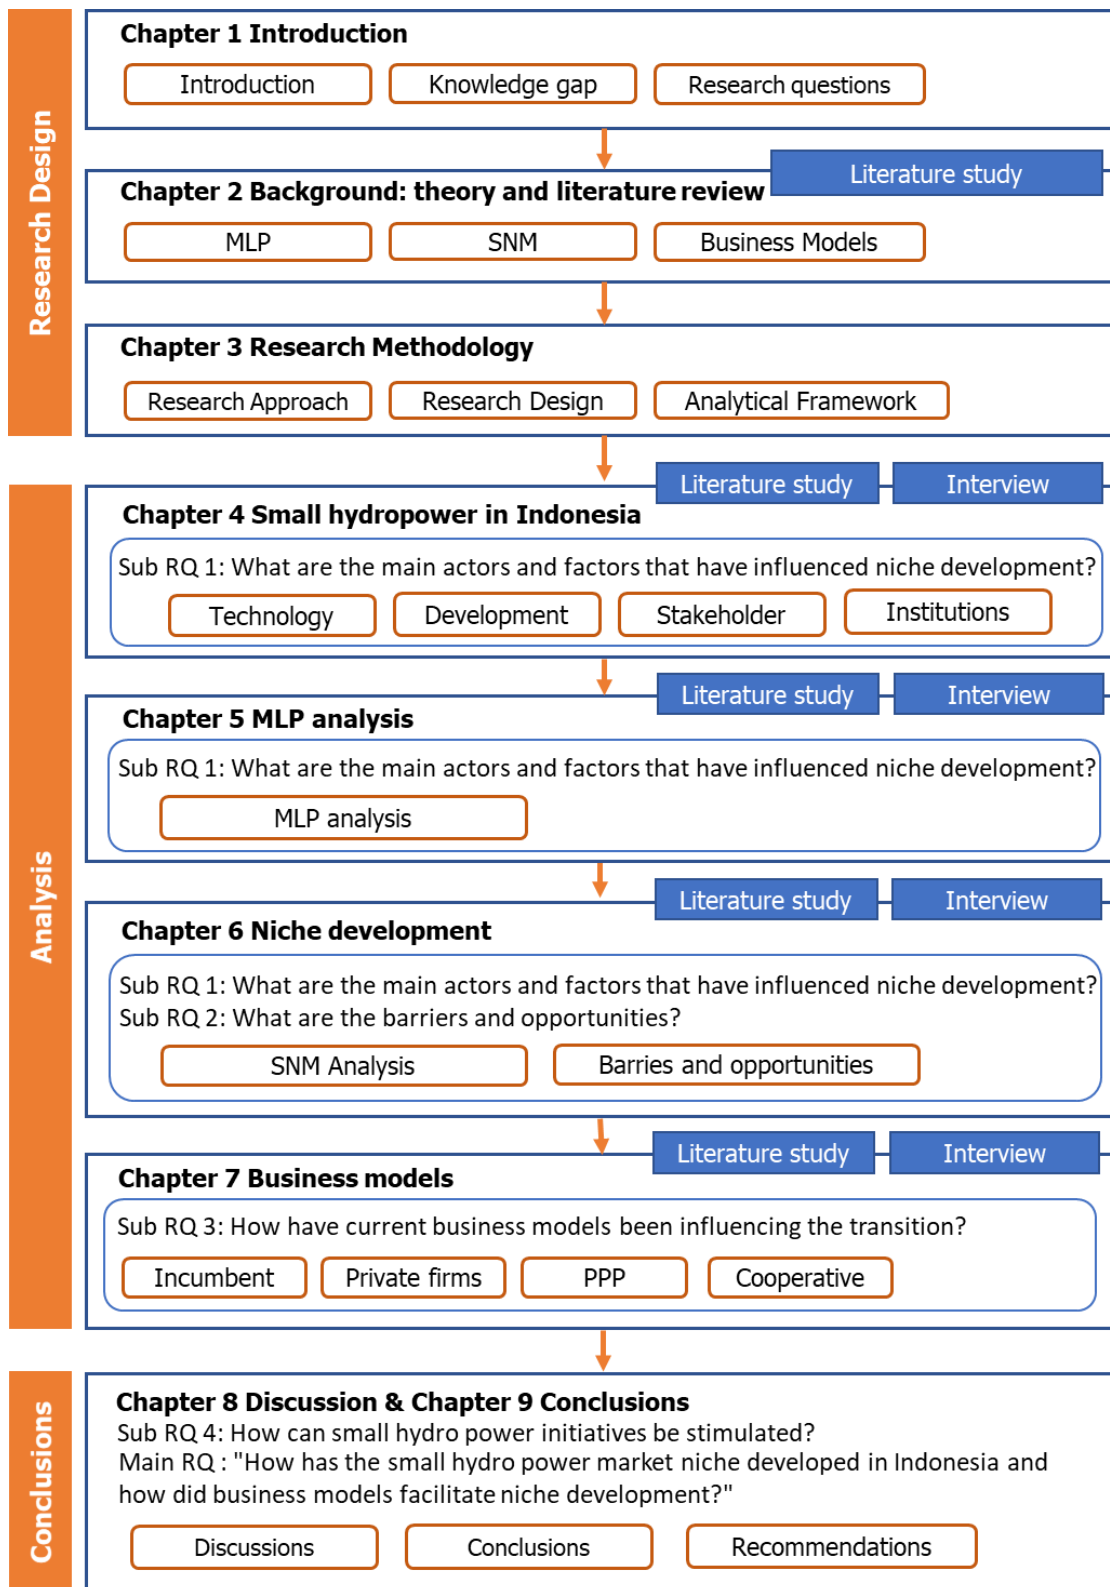 Research Design
Chapter 1 Introduction
Introduction
Knowledge gap
Research questions
Literature study
Chapter 2 Background: theory and literature review
MLP
SNM
Business Models
Chapter 3 Research Methodology
Research Approach
Research Design
Analytical Framework
Analysis
Literature study
Interview
Chapter 4 Small hydropower in Indonesia
Sub RQ 1: What are the main actors and factors that have influenced niche development?
Technology
Development
Stakeholder
Institutions
Literature study
Interview
Chapter 5 MLP analysis
Sub RQ 1: What are the main actors and factors that have influenced niche development?
MLP analysis
Literature study
Interview
Chapter 6 Niche development
Sub RQ 1: What are the main actors and factors that have influenced niche development?
Sub RQ 2: What are the barriers and opportunities?
SNM Analysis
Barries and opportunities
Literature study
Interview
Chapter 7 Business models
Sub RQ 3: How have current business models been influencing the transition?
Incumbent
Private firms
PPP
Cooperative
Conclusions
Chapter 8 Discussion & Chapter 9 Conclusions
Sub RQ 4: How can small hydro power initiatives be stimulated?
Main RQ : "How has the small hydro power market niche developed in Indonesia and
how did business models facilitate niche development?"
Discussions
Conclusions
Recommendations